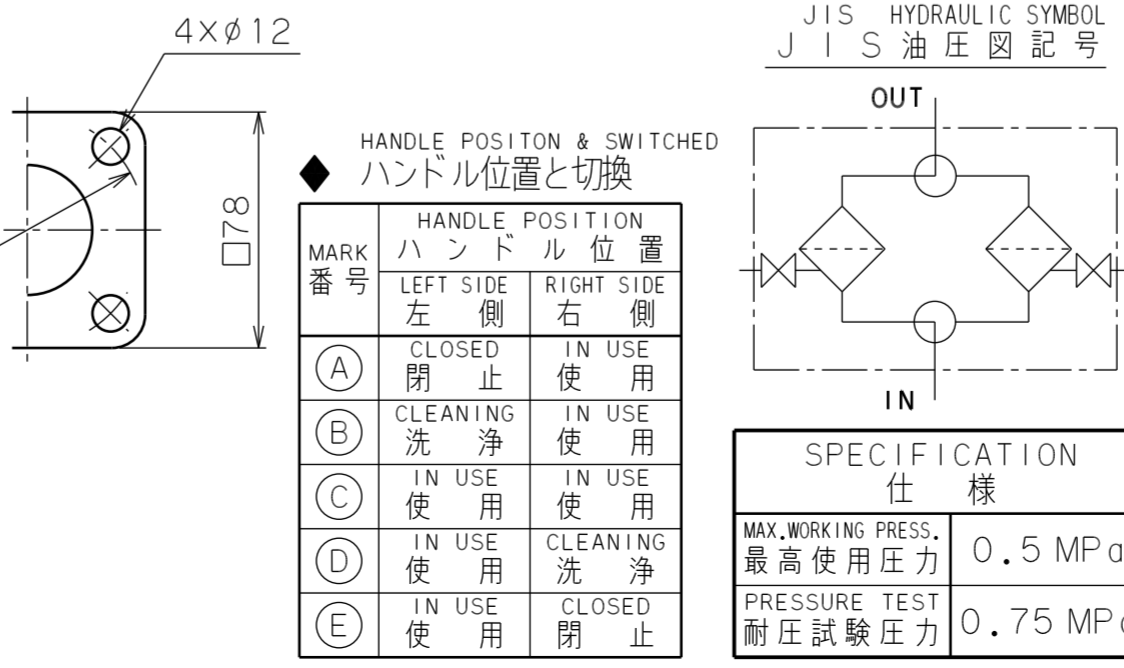 4×φ12
□78
HANDLE POSITON & SWITCHED
◆ ハンドル位置と切換
MARK
番号
HANDLE POSITION
ハンドル位置
LEFT SIDE
左側
RIGHT SIDE
右側
A
CLOSED
閉止
IN USE
使用
B
CLEANING
洗浄
IN USE
使用
C
IN USE
使用
IN USE
使用
D
IN USE
使用
CLEANING
洗浄
E
IN USE
使用
CLOSED
閉止
JIS HYDRAULIC SYMBOL
JIS油圧図記号
OUT
IN
SPECIFICATION
仕様
MAX.WORKING PRESS.
最高使用圧力
0.5 MPa
PRESSURE TEST
耐圧試験圧力
0.75 MPa